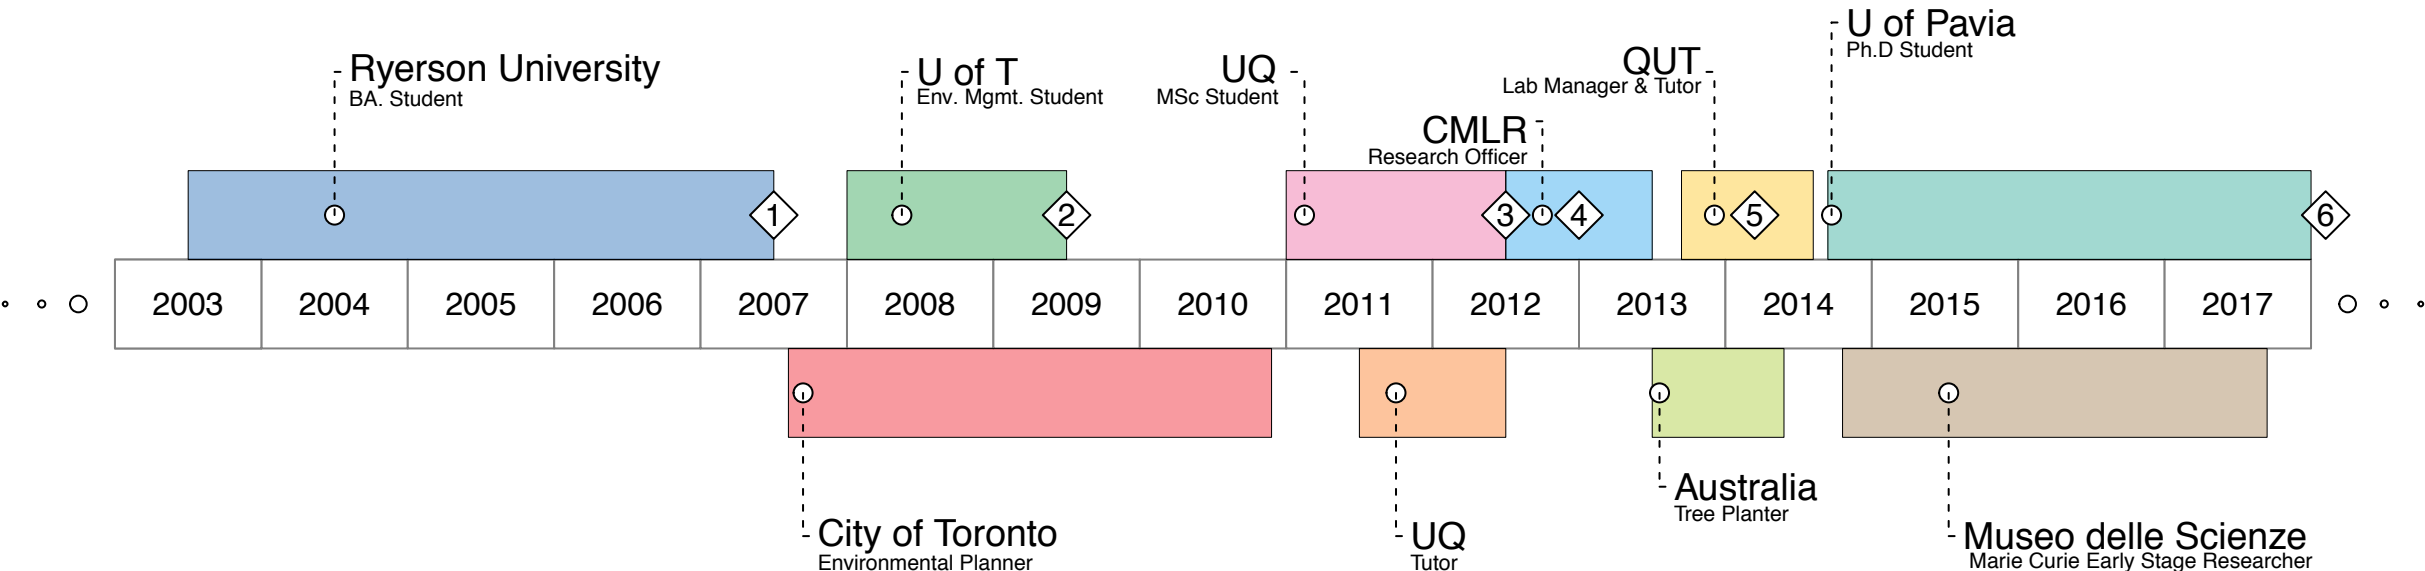 U of Pavia
Ph.D Student
Ryerson University
BA. Student
U of T
Env. Mgmt. Student
UQ
MSc Student
QUT
Lab Manager & Tutor
CMLR
Research Officer
1
2
3
4
5
6
2003
2004
2005
2006
2007
2008
2009
2010
2011
2012
2013
2014
2015
2016
2017
City of Toronto
Environmental Planner
UQ
Tutor
Australia
Tree Planter
Museo delle Scienze
Marie Curie Early Stage Researcher